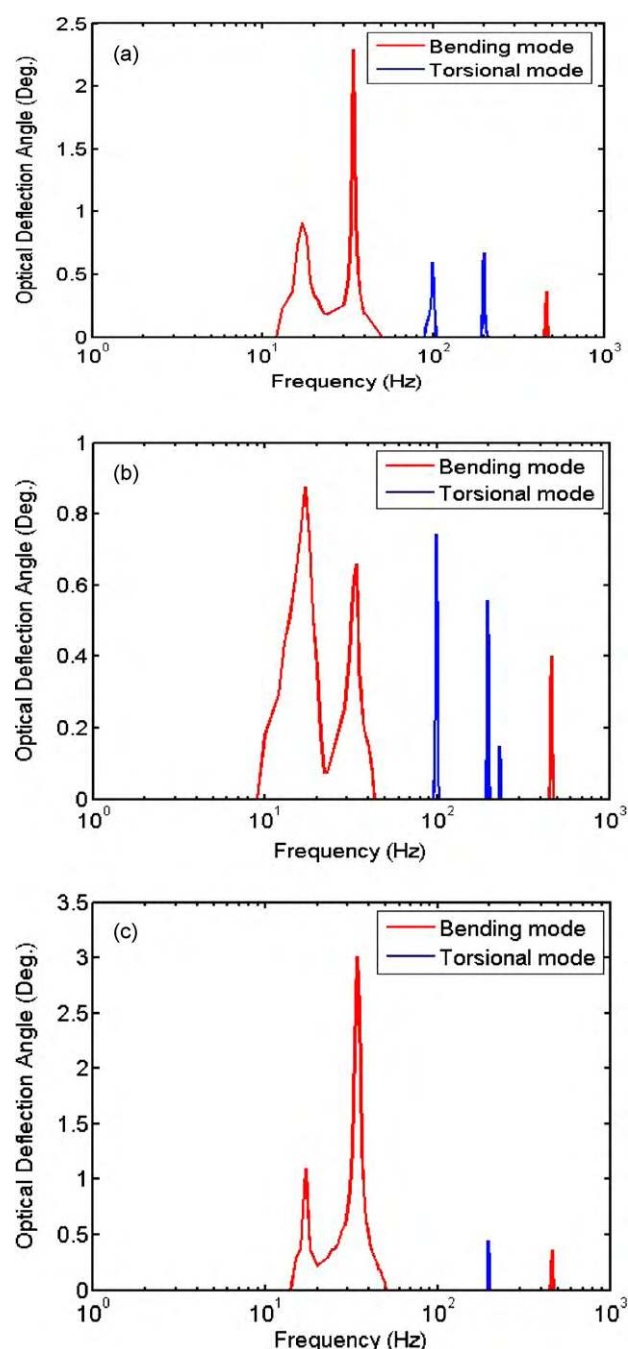 (a)
Bending mode
Torsional mode
Optical Deflection Angle (Deg.)
2.5
2
1.5
1
0.5
0
10^0
10^1
10^2
10^3
Frequency (Hz)
(b)
Bending mode
Torsional mode
Optical Deflection Angle (Deg.)
1
0.8
0.6
0.4
0.2
0
10^0
10^1
10^2
10^3
Frequency (Hz)
(c)
Bending mode
Torsional mode
Optical Deflection Angle (Deg.)
3.5
3
2.5
2
1.5
1
0.5
0
10^0
10^1
10^2
10^3
Frequency (Hz)